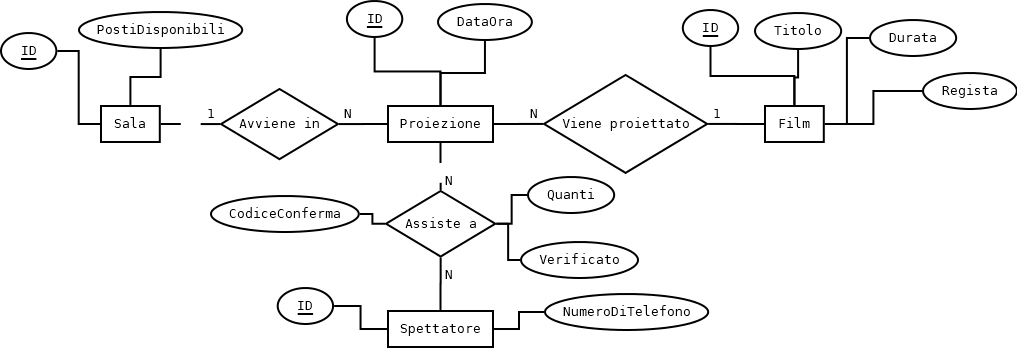 ID
PostiDisponibili
ID
DataOra
ID
Titolo
Durata
Regista
Sala
1
Avviene in
N
Proiezione
N
Viene proiettato
1
Film
N
CodiceConferma
Assiste a
Quanti
Verificato
N
ID
Spettatore
NumeroDiTelefono